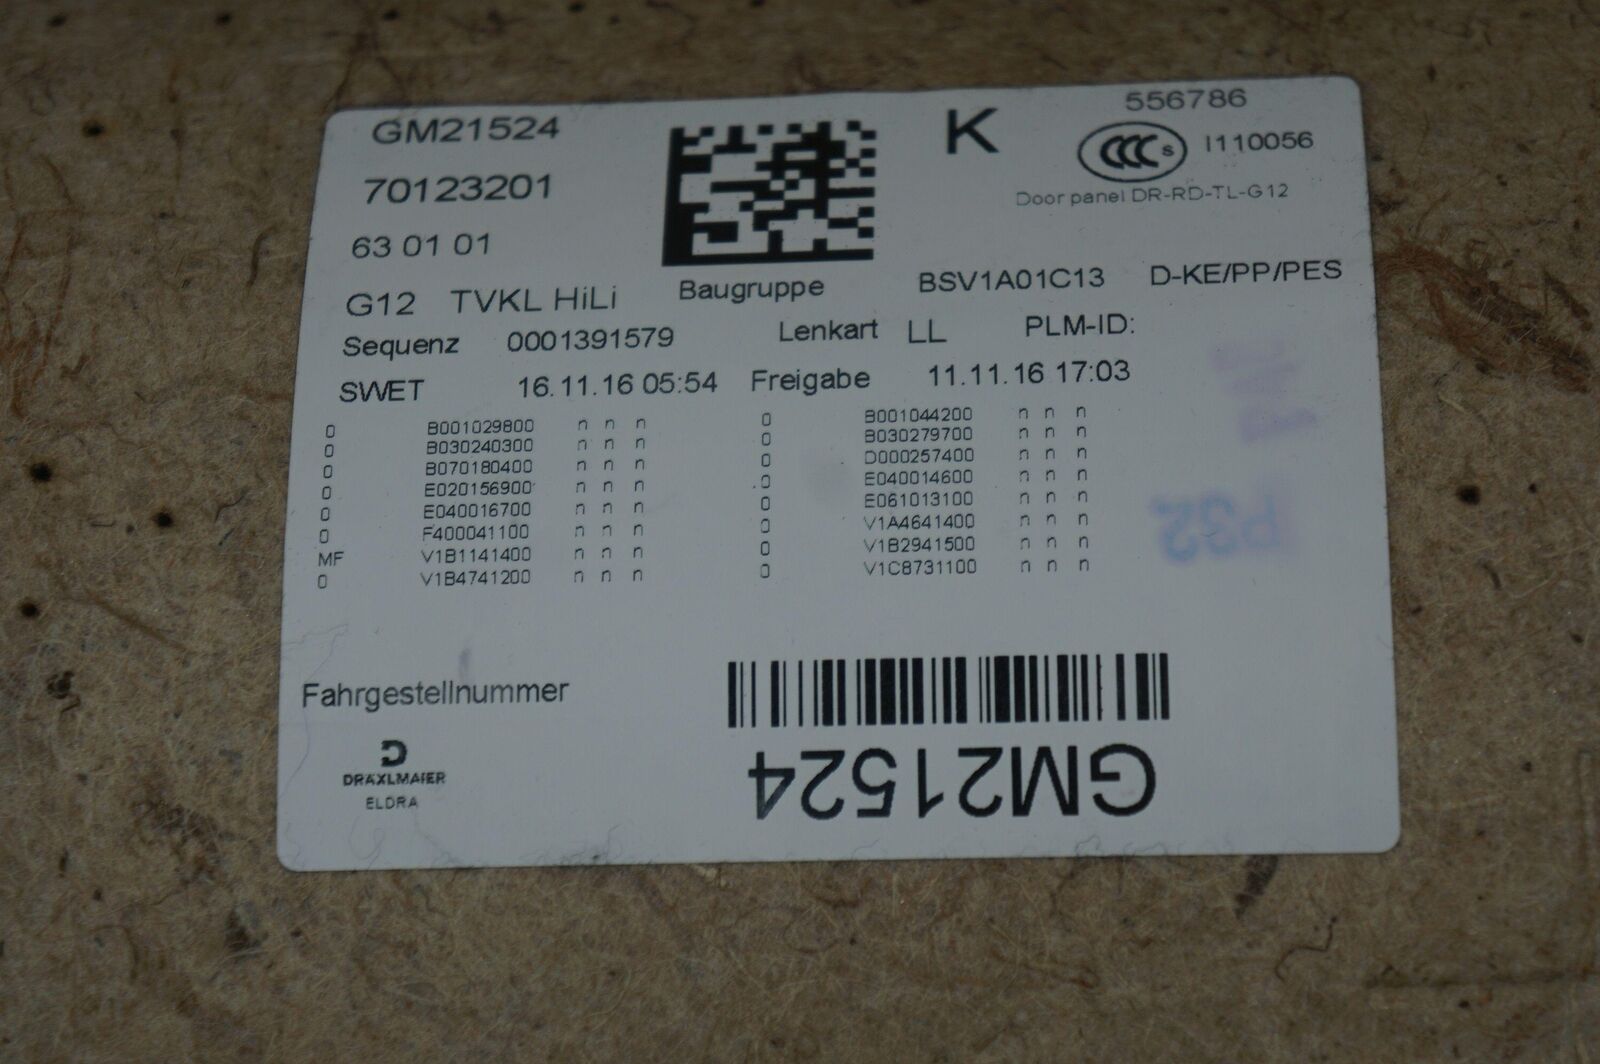 GM21524
K
556786
CCC S
I110056
70123201
Door panel DR-RD-TL-G12
63 01 01
G12 TVKL HiLi Baugruppe BSV1A01C13 D-KE/PP/PES
Sequenz 0001391579 Lenkart LL PLM-ID:
SWET 16.11.16 05:54 Freigabe 11.11.16 17:03
0 B001029800 n n n 0 B001044200 n n n
0 B030240300 n n n 0 B030279700 n n n
0 B070180400 n n n 0 D000257400 n n n
0 E020156900 n n n 0 E040014600 n n n
0 E040016700 n n n 0 E061013100 n n n
0 F400041100 n n n 0 V1A4641400 n n n
MF V1B1141400 n n n 0 V1B2941500 n n n
0 V1B4741200 n n n 0 V1C8731100 n n n
P32
Fahrgestellnummer
GM21524
DRÄXLMAIER
ELDRA